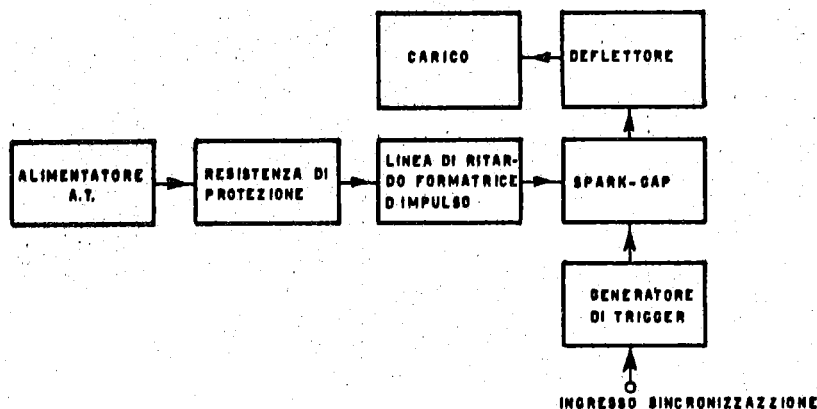 CARICO
DEFLETTORE
ALIMENTATORE
A.T.
RESISTENZA DI
PROTEZIONE
LINEA DI RITAR-
DO FORMATRICE
D IMPULSO
SPARK-GAP
GENERATORE
DI TRIGGER
INGRESSO SINCRONIZZAZZIONE